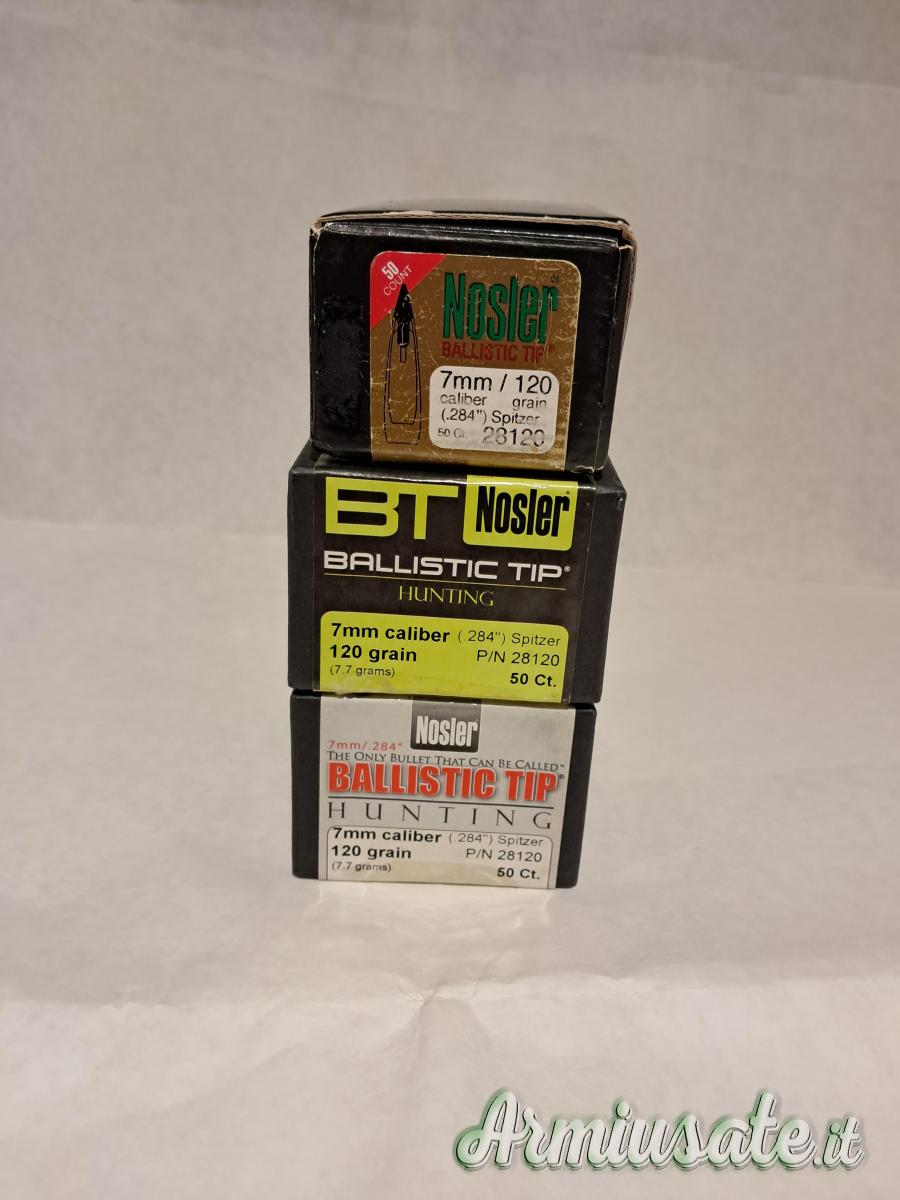 50
COUNT
Nosler®
BALLISTIC TIP®
7mm / 120
caliber grain
(.284") Spitzer
50 Ct. 28120
BT Nosler®
BALLISTIC TIP®
HUNTING
7mm caliber (.284") Spitzer
120 grain P/N 28120
(7.7 grams) 50 Ct.
Nosler
7mm/.284"
THE ONLY BULLET THAT CAN BE CALLED™
BALLISTIC TIP®
HUNTING
7mm caliber (.284") Spitzer
120 grain P/N 28120
(7.7 grams) 50 Ct.
Armiusate.it